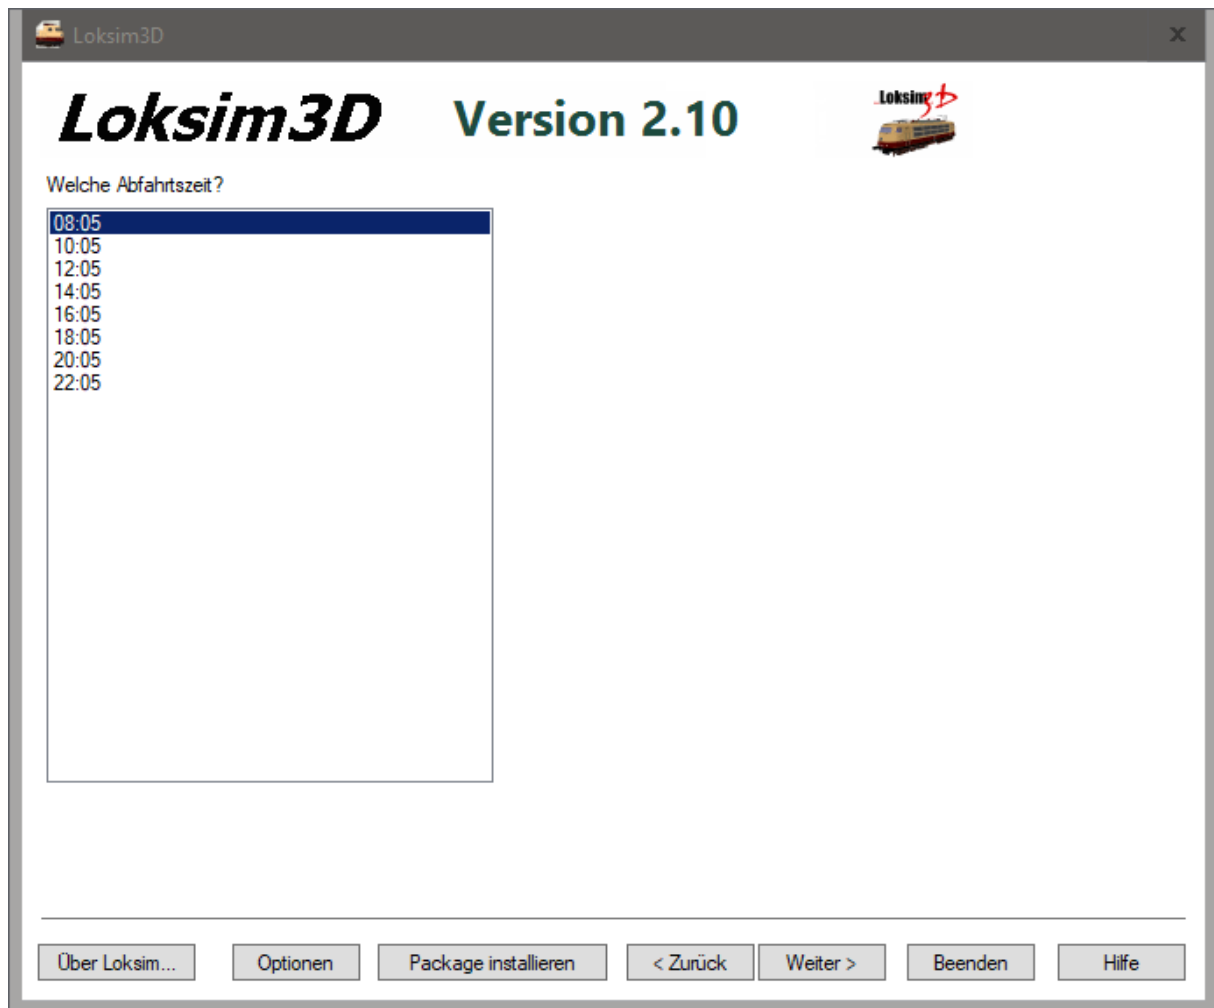 Loksim3D
x
Loksim3D Version 2.10
Loksim3D
Welche Abfahrtszeit?
08:05
10:05
12:05
14:05
16:05
18:05
20:05
22:05
Über Loksim... Optionen Package installieren < Zurück Weiter > Beenden Hilfe